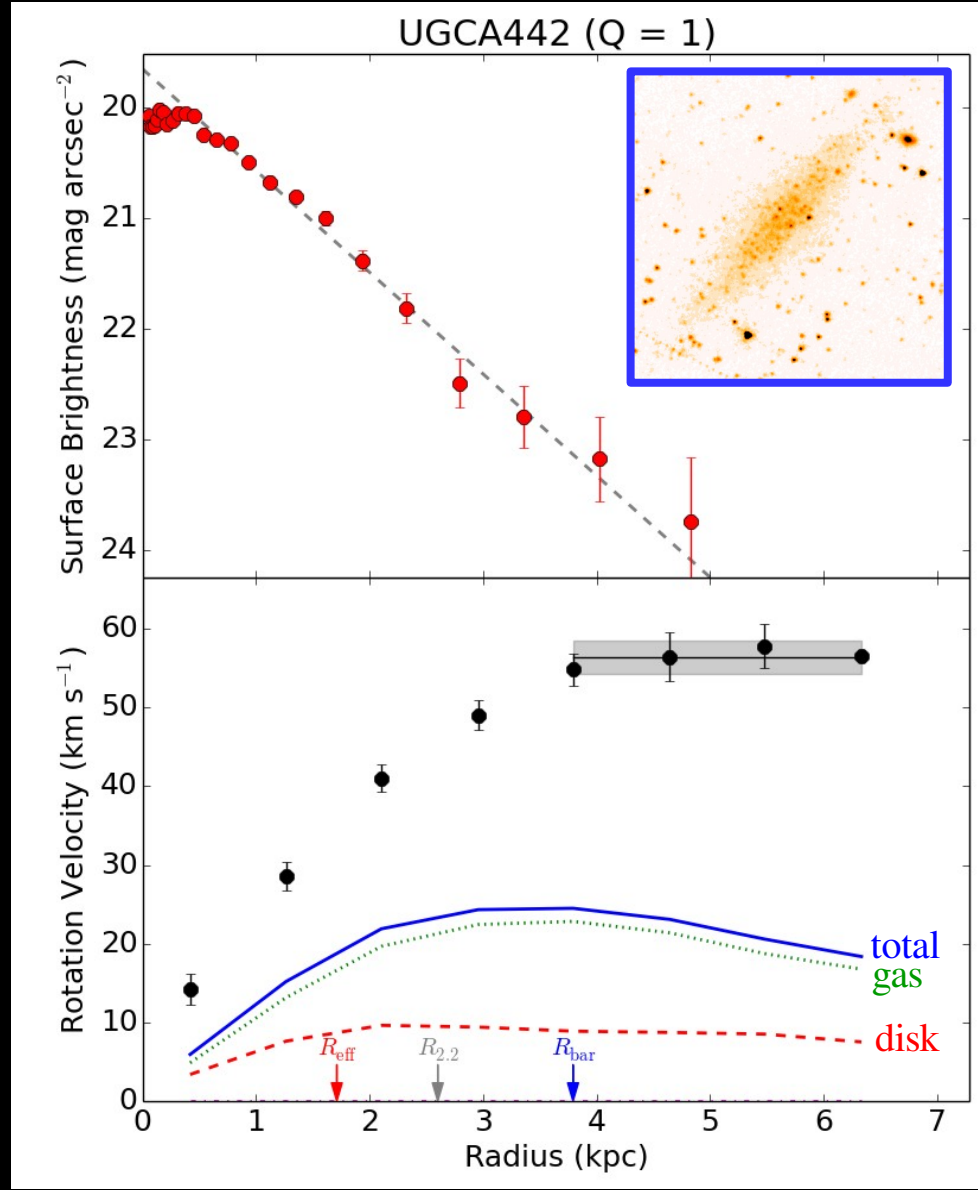 UGCA442 (Q = 1)
Surface Brightness (mag arcsec⁻²)
20
21
22
23
24
Rotation Velocity (km s⁻¹)
60
50
40
30
20
10
0
total
gas
disk
R_eff
R_2.2
R_bar
0 1 2 3 4 5 6 7
Radius (kpc)